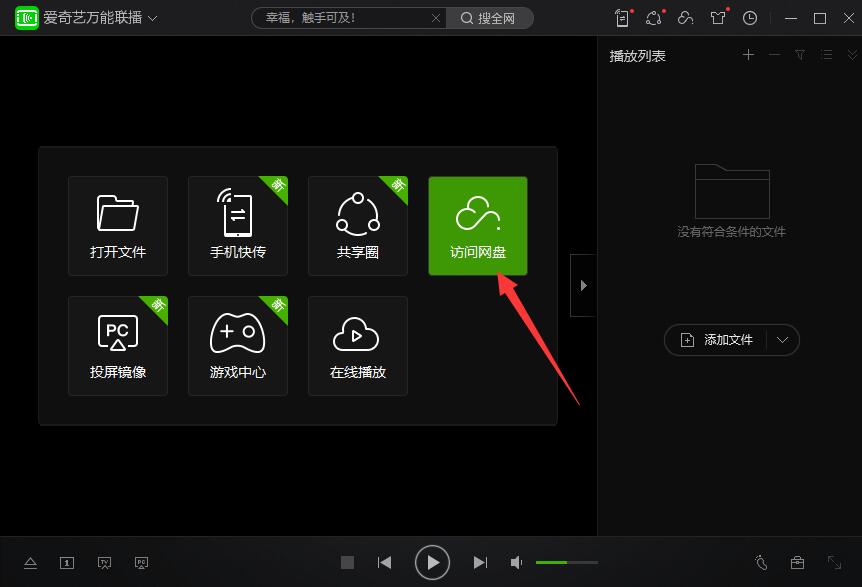 爱奇艺万能联播
幸福，触手可及！
搜全网
播放列表
打开文件
新
手机快传
新
共享圈
访问网盘
新
PC
投屏镜像
新
游戏中心
在线播放
没有符合条件的文件
添加文件
1
TV
PC